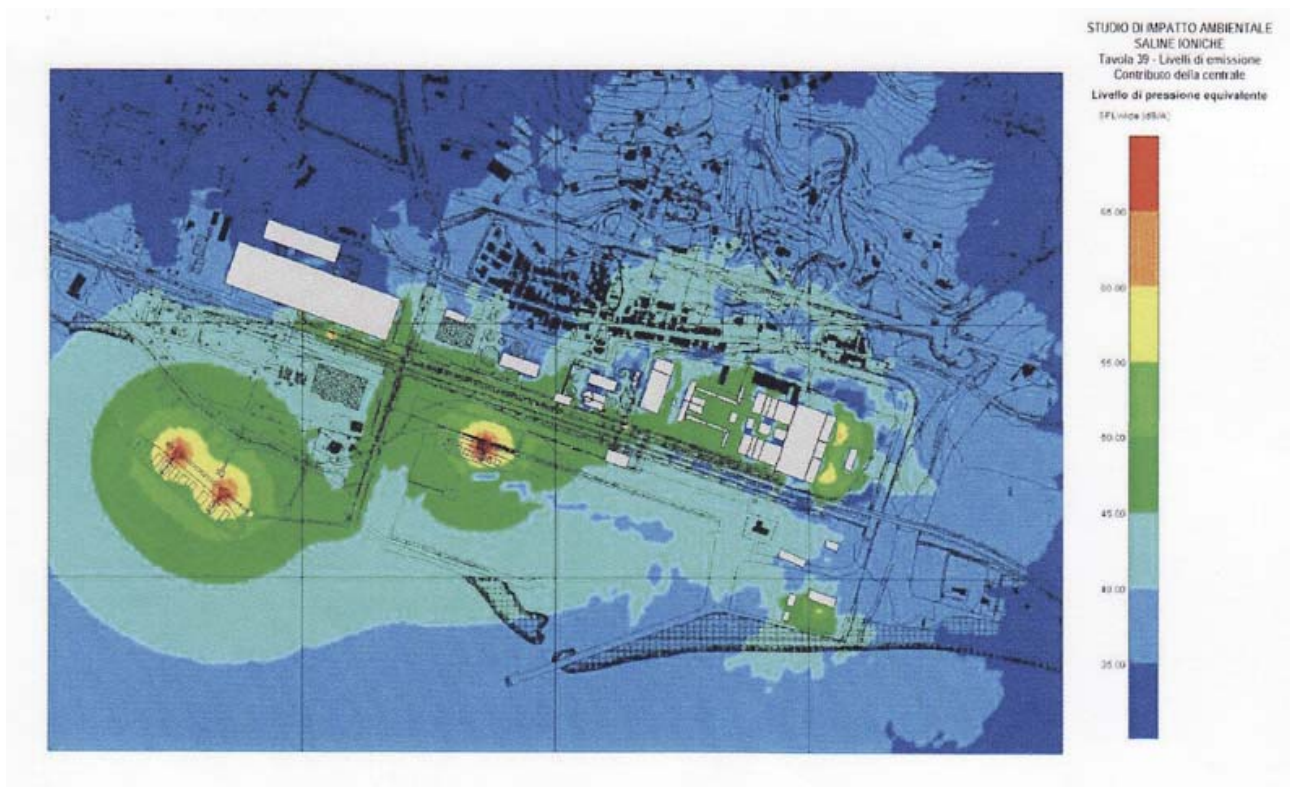 STUDIO DI IMPATTO AMBIENTALE
SALINE IONICHE
Tavola 39 - Livelli di emissione
Contributo della centrale
Livello di pressione equivalente
65.00
60.00
55.00
50.00
45.00
40.00
35.00